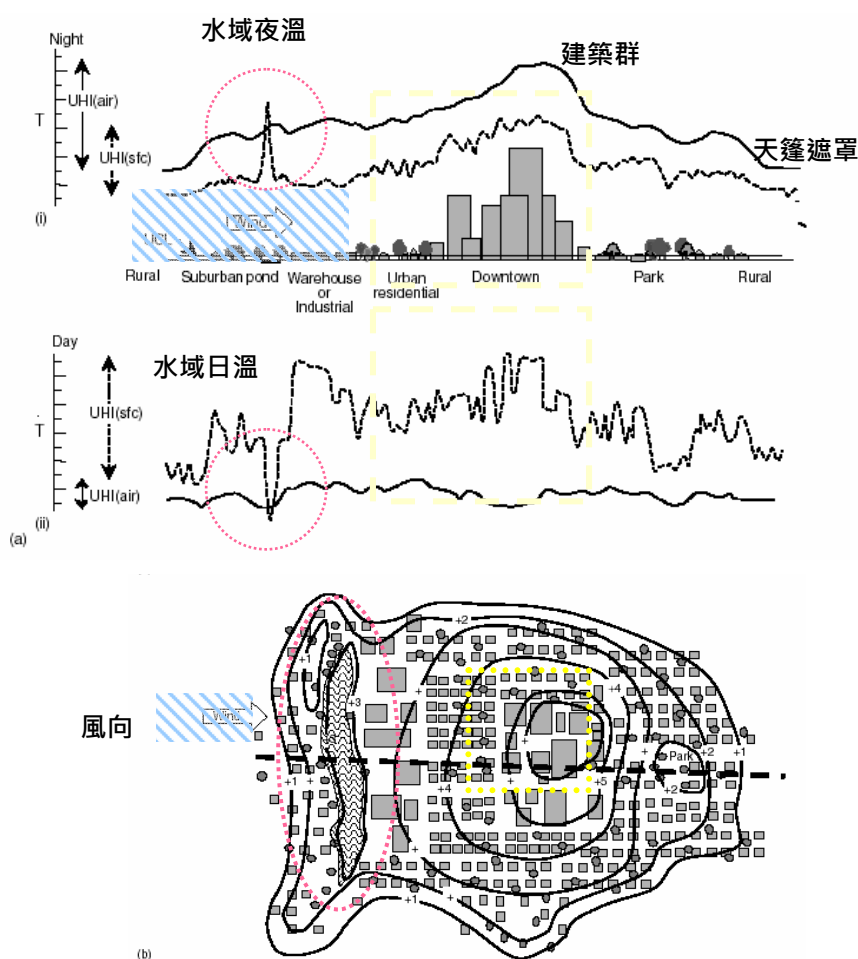 水域夜溫
Night
建築群
UHI(air)
T
UHI(sfc)
天篷遮罩
Wind
(i)
UCL
Rural
Suburban pond
Warehouse
or
Industrial
Urban
residential
Downtown
Park
Rural
Day
水域日溫
UHI(sfc)
T
UHI(air)
(ii)
(a)
+2
+1
+3
+4
風向
Wind
+
+
Park
+2
+1
+1
+
+4
+
+5
+2
+
+1
+
(b)